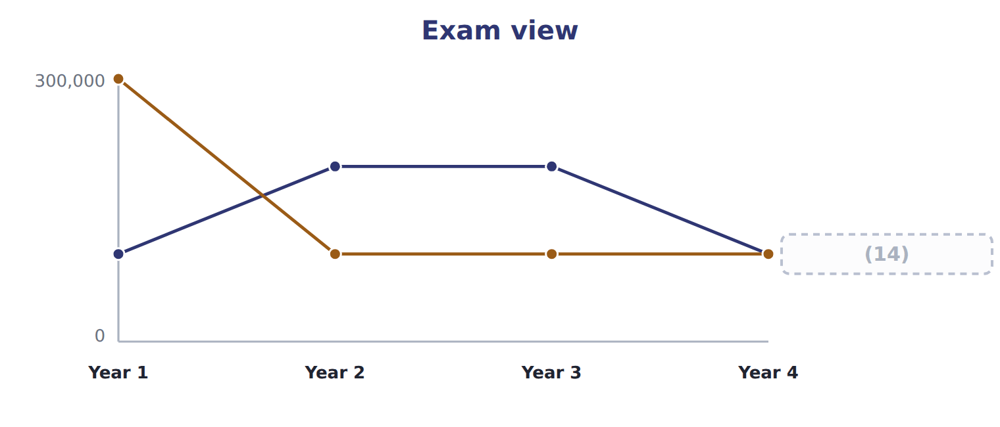 Exam view
300,000
(14)
0
Year 1
Year 2
Year 3
Year 4